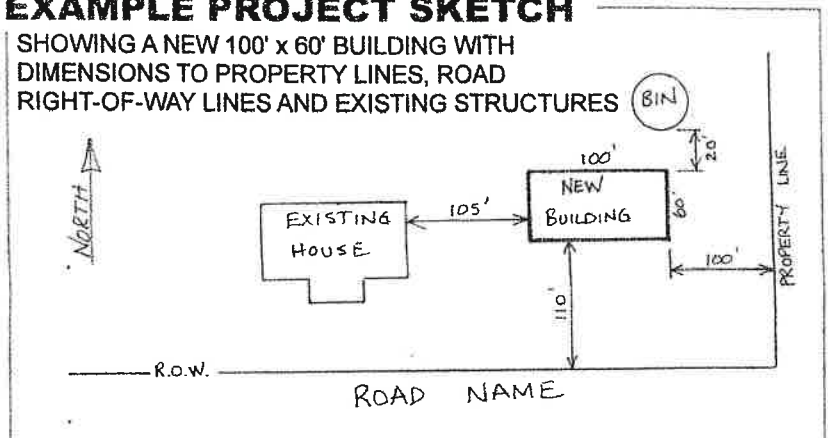 EXAMPLE PROJECT SKETCH
SHOWING A NEW 100' x 60' BUILDING WITH
DIMENSIONS TO PROPERTY LINES, ROAD
RIGHT-OF-WAY LINES AND EXISTING STRUCTURES
BIN
20'
100'
NORTH
EXISTING
HOUSE
105'
NEW
BUILDING
60'
PROPERTY LINE
100'
110'
R.O.W.
ROAD NAME